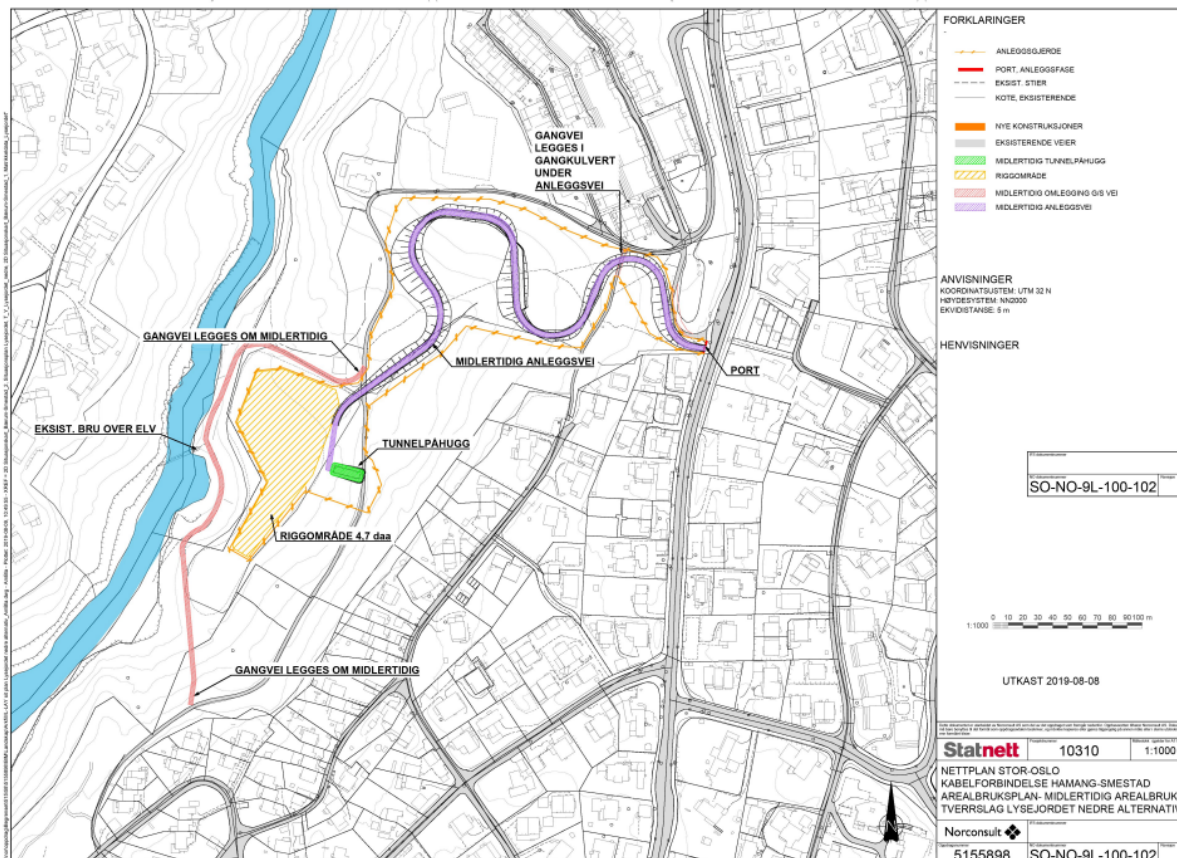 FORKLARINGER
-
ANLEGGSGJERDE
PORT, ANLEGGSFASE
EKSIST. STIER
KOTE, EKSISTERENDE
NYE KONSTRUKSJONER
EKSISTERENDE VEIER
MIDLERTIDIG TUNNELPÅHUGG
RIGGOMRÅDE
MIDLERTIDIG OMLEGGING G/S VEI
MIDLERTIDIG ANLEGGSVEI
GANGVEI
LEGGES I
GANGKULVERT
UNDER
ANLEGGSVEI
GANGVEI LEGGES OM MIDLERTIDIG
MIDLERTIDIG ANLEGGSVEI
PORT
EKSIST. BRU OVER ELV
TUNNELPÅHUGG
RIGGOMRÅDE 4,7 daa
GANGVEI LEGGES OM MIDLERTIDIG
ANVISNINGER
KOORDINATSUSTEM: UTM 32 N
HØYDESYSTEM: NN2000
EKVIDISTANSE: 5 m
HENVISNINGER
SO-NO-9L-100-102
1:1000 0 10 20 30 40 50 60 70 80 90 100 m
UTKAST 2019-08-08
Statnett 10310 1:1000
NETTPLAN STOR-OSLO
KABELFORBINDELSE HAMANG-SMESTAD
AREALBRUKSPLAN- MIDLERTIDIG AREALBRUK
TVERRSLAG LYSEJORDET NEDRE ALTERNATIV
Norconsult
5155898 SO-NO-9L-100-102
N